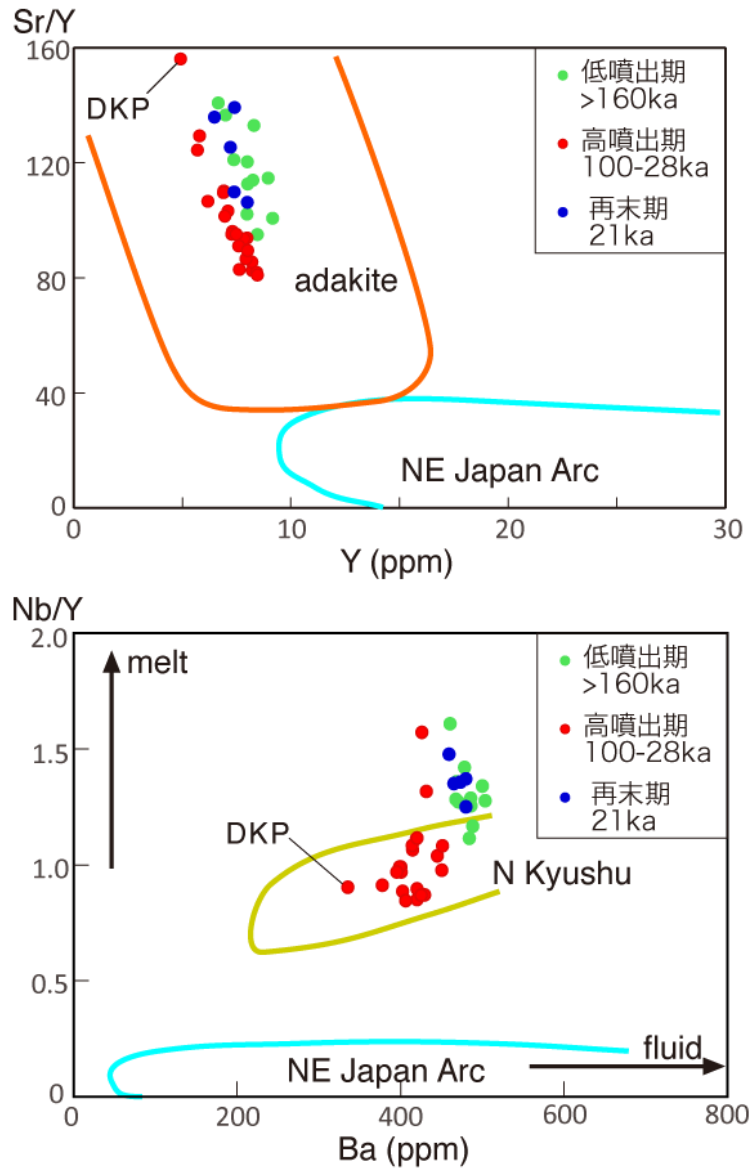 Sr/Y
160
120
80
40
0
DKP
adakite
NE Japan Arc
低噴出期
>160ka
高噴出期
100-28ka
再末期
21ka
0
10
20
30
Y (ppm)
Nb/Y
2.0
1.5
1.0
0.5
0
melt
DKP
N Kyushu
NE Japan Arc
fluid
低噴出期
>160ka
高噴出期
100-28ka
再末期
21ka
0
200
400
600
800
Ba (ppm)